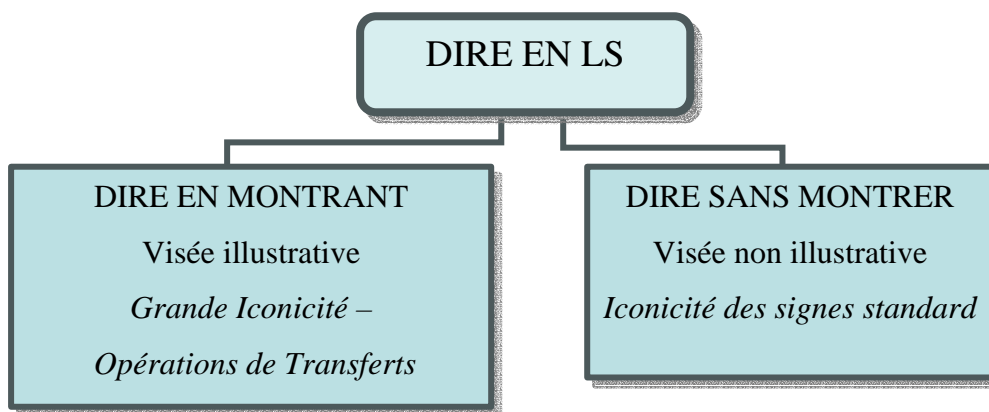 DIRE EN LS
DIRE EN MONTRANT
Visée illustrative
Grande Iconicité –
Opérations de Transferts
DIRE SANS MONTRER
Visée non illustrative
Iconicité des signes standard